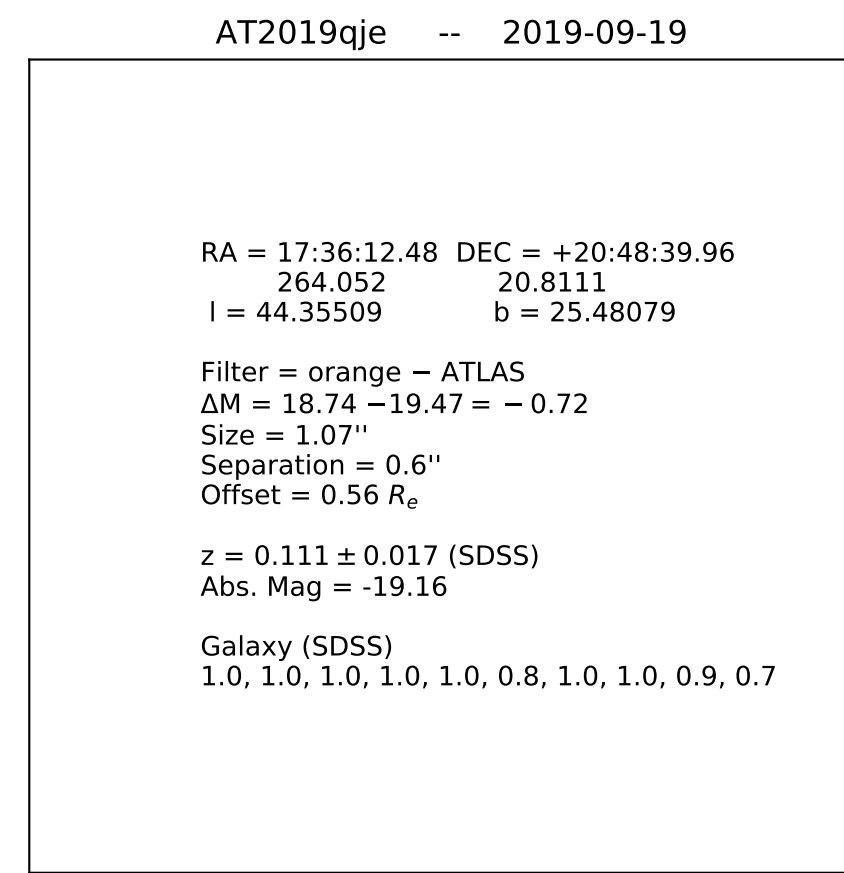 AT2019qje -- 2019-09-19
RA = 17:36:12.48 DEC = +20:48:39.96
264.052 20.8111
l = 44.35509 b = 25.48079
Filter = orange − ATLAS
ΔM = 18.74 −19.47 = − 0.72
Size = 1.07''
Separation = 0.6''
Offset = 0.56 Re
z = 0.111 ± 0.017 (SDSS)
Abs. Mag = -19.16
Galaxy (SDSS)
1.0, 1.0, 1.0, 1.0, 1.0, 0.8, 1.0, 1.0, 0.9, 0.7